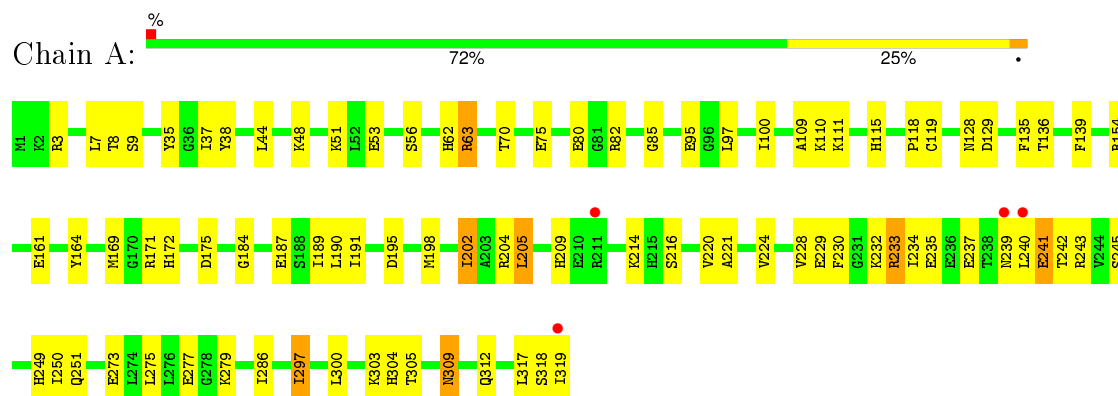 %
Chain A:
72% 25% •
M1 K2 R3 L7 T8 S9 Y35 G36 I37 Y38 L44 K48 K51 L52 E53 S56 H62 R63 T70 E75 E80 G81 R82 G85 E95 G96 L97 I100 A109 K110 K111 H115 P118 C119 N128 D129 F135 T136 F139 R154
E161 Y164 M169 G170 R171 H172 D175 G184 E187 S188 I189 L190 I191 D195 M198 I202 A203 R204 L205 H209 E210 R211 K214 H215 S216 V220 A221 V224 V228 E229 F230 G231 K232 R233 I234 E235 E236 E237 T238 N239 L240 E241 T242 R243 V244 S245
H249 I250 Q251 E273 L274 L275 L276 E277 G278 K279 I286 I297 L300 K303 H304 T305 N309 Q312 L317 S318 I319